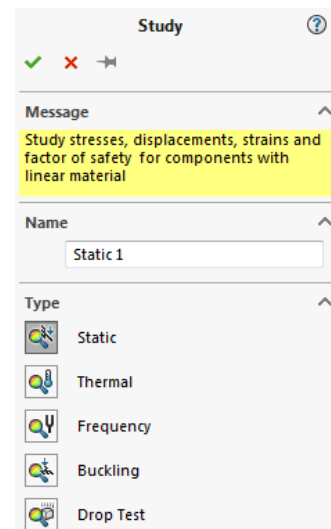 Study
?
Message
Study stresses, displacements, strains and
factor of safety for components with
linear material
Name
Static 1
Type
Static
Thermal
Frequency
Buckling
Drop Test